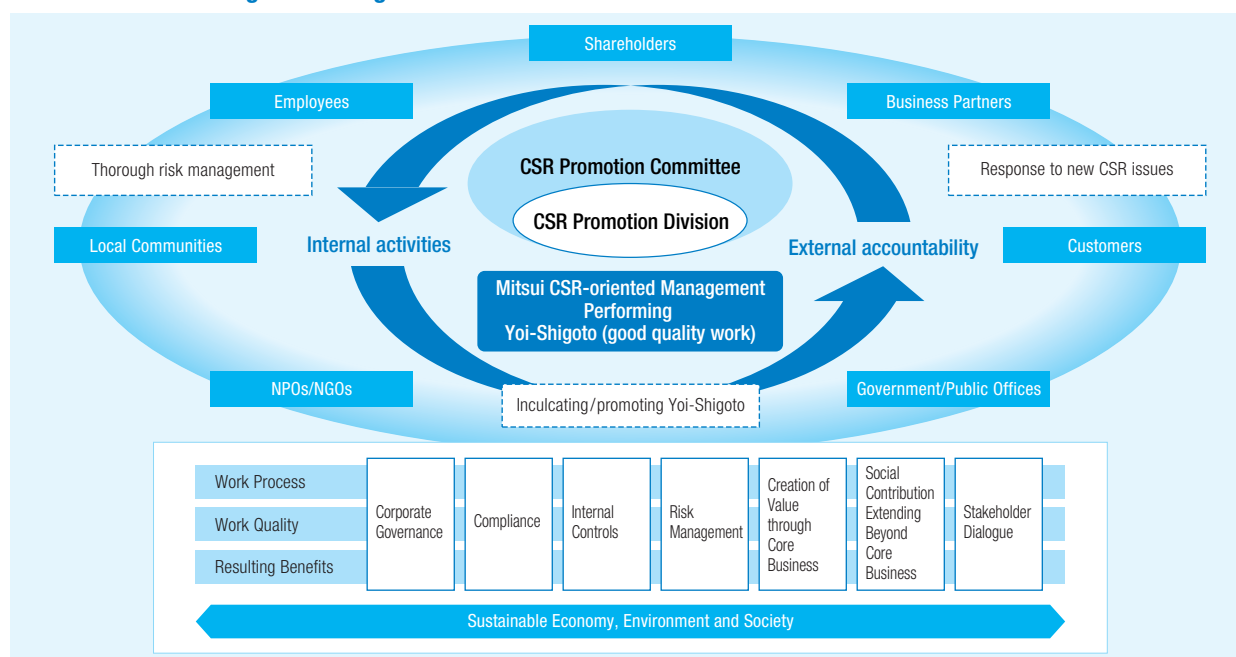 Shareholders
Employees
Business Partners
Thorough risk management
CSR Promotion Committee
Response to new CSR issues
CSR Promotion Division
Local Communities
Internal activities
External accountability
Customers
Mitsui CSR-oriented Management
Performing
Yoi-Shigoto (good quality work)
NPOs/NGOs
Inculcating/promoting Yoi-Shigoto
Government/Public Offices
Work Process
Work Quality
Resulting Benefits
Corporate
Governance
Compliance
Internal
Controls
Risk
Management
Creation of
Value
through
Core
Business
Social
Contribution
Extending
Beyond
Core
Business
Stakeholder
Dialogue
Sustainable Economy, Environment and Society